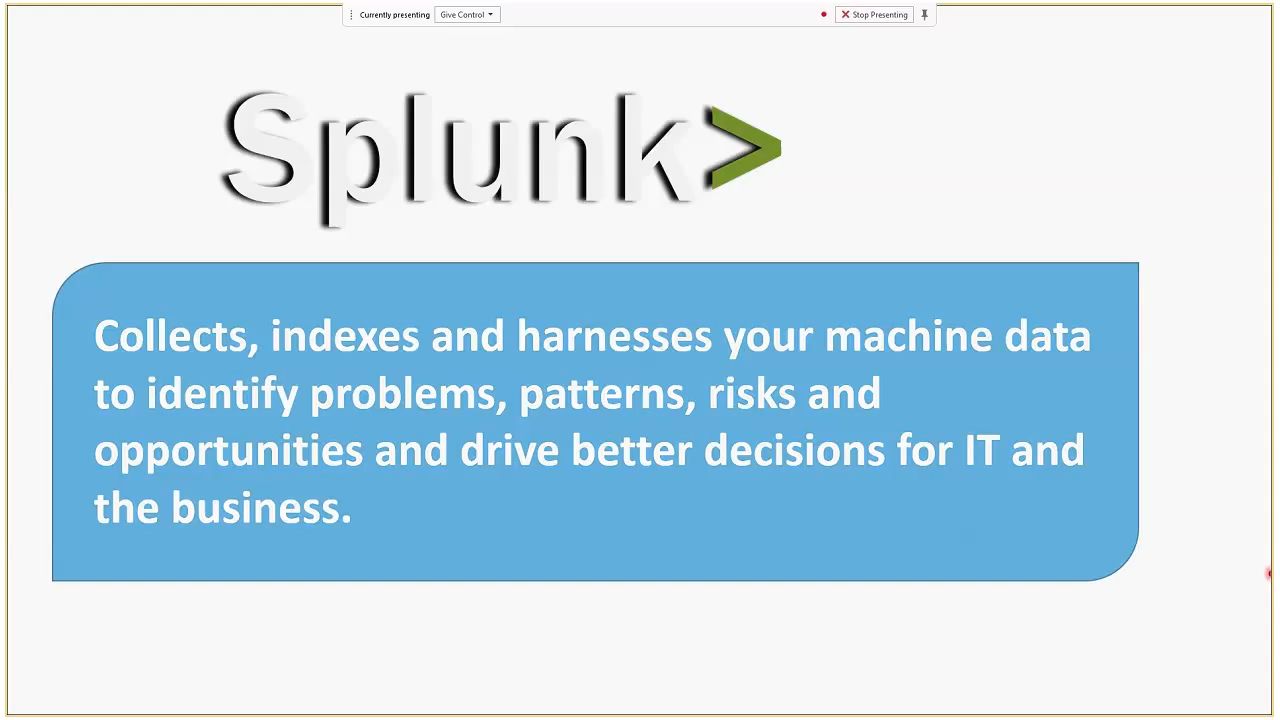 Currently presenting Give Control Stop Presenting
Splunk>
Collects, indexes and harnesses your machine data
to identify problems, patterns, risks and
opportunities and drive better decisions for IT and
the business.